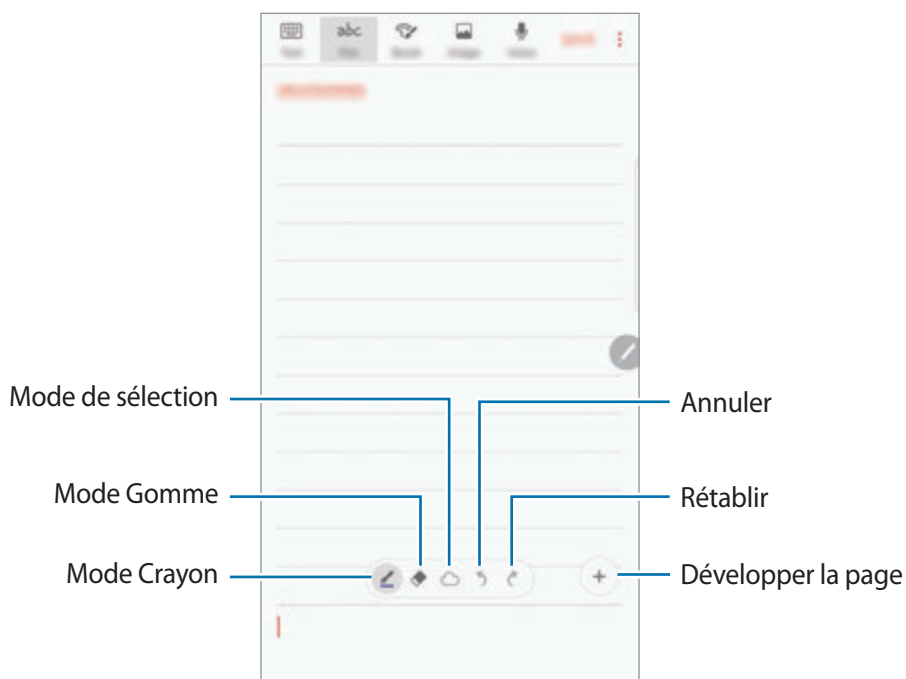 abc
Mode de sélection
Annuler
Mode Gomme
Rétablir
Mode Crayon
Développer la page